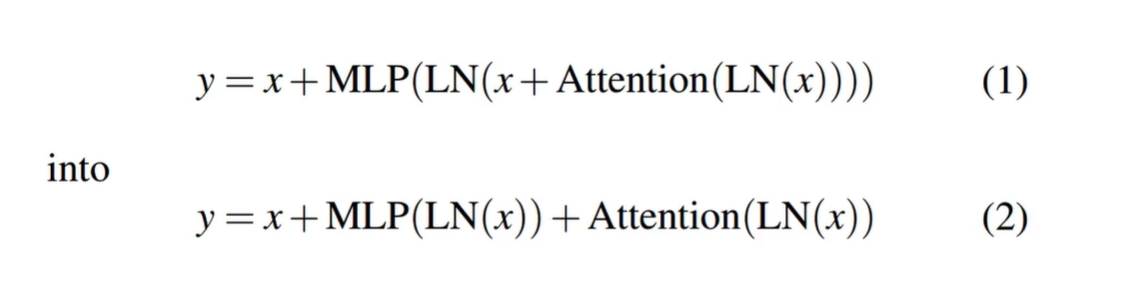 y = x + MLP(LN(x + Attention(LN(x)))) (1)
into
y = x + MLP(LN(x)) + Attention(LN(x)) (2)